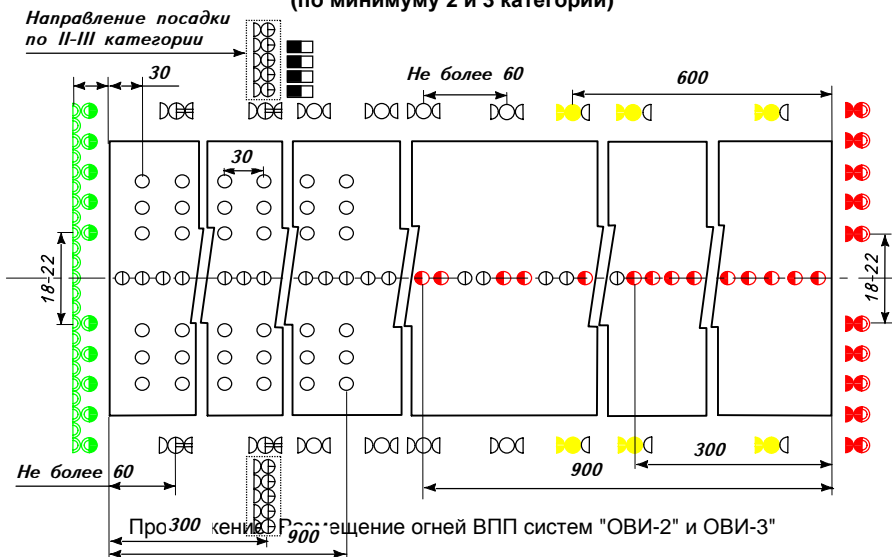 (по минимуму 2 и 3 категории)
Направление посадки
по II-III категории
30
Не более 60
600
30
18-22
18-22
Не более 60
300
900
300
900
Размещение огней ВПП систем "ОВИ-2" и ОВИ-3"